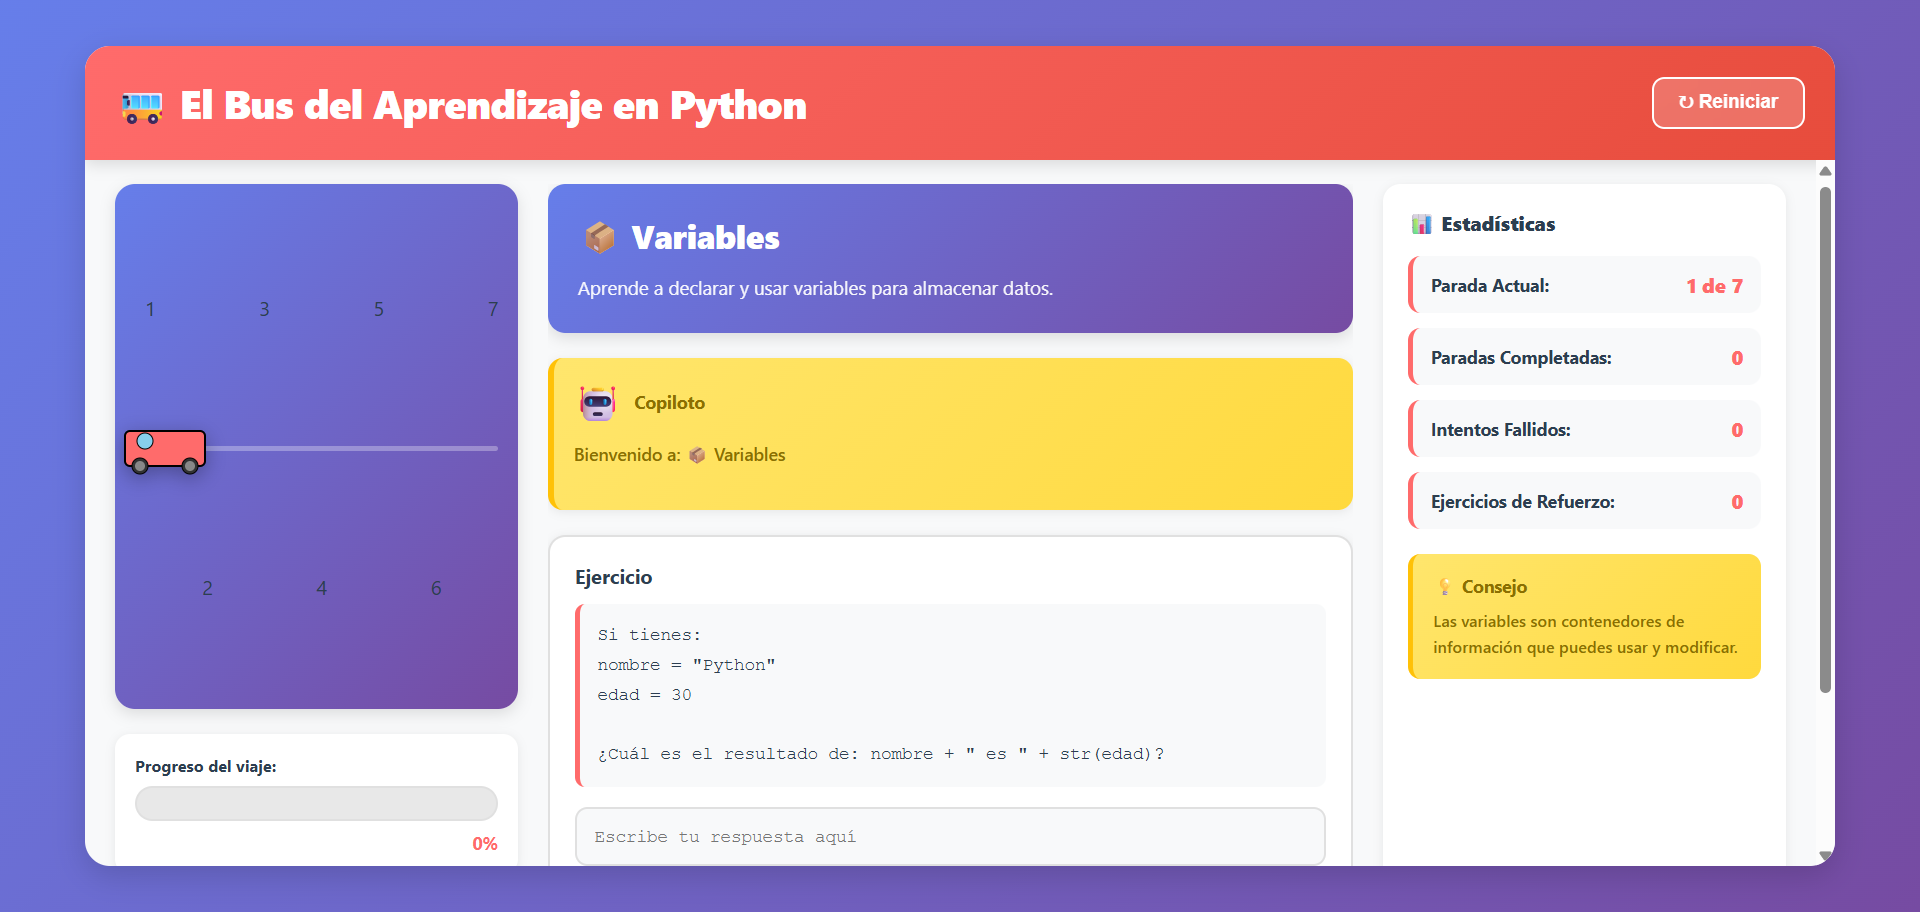 El Bus del Aprendizaje en Python
↻ Reiniciar
1 3 5 7
2 4 6
Progreso del viaje:
0%
Variables
Aprende a declarar y usar variables para almacenar datos.
Copiloto
Bienvenido a: 📦 Variables
Ejercicio
Si tienes:
nombre = "Python"
edad = 30
¿Cuál es el resultado de: nombre + " es " + str(edad)?
Escribe tu respuesta aquí
Estadísticas
Parada Actual: 1 de 7
Paradas Completadas: 0
Intentos Fallidos: 0
Ejercicios de Refuerzo: 0
Consejo
Las variables son contenedores de
información que puedes usar y modificar.